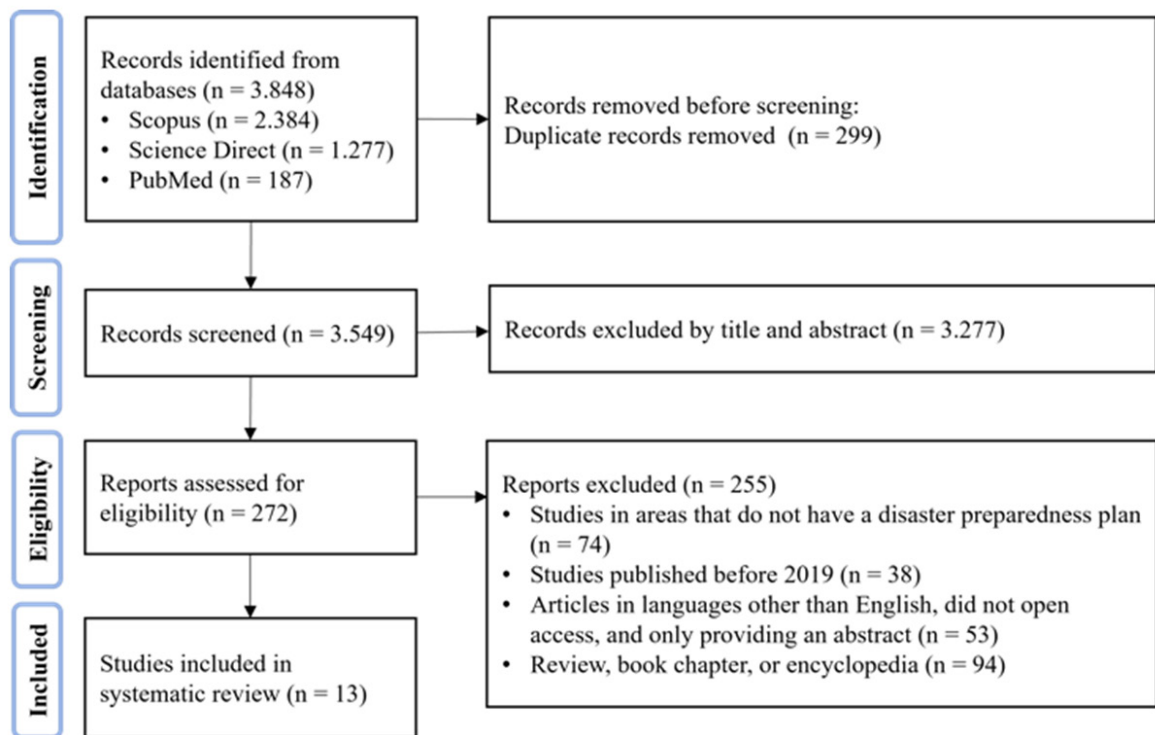 Identification
Records identified from
databases (n = 3.848)
• Scopus (n = 2.384)
• Science Direct (n = 1.277)
• PubMed (n = 187)
Records removed before screening:
Duplicate records removed (n = 299)
Screening
Records screened (n = 3.549)
Records excluded by title and abstract (n = 3.277)
Eligibility
Reports assessed for
eligibility (n = 272)
Reports excluded (n = 255)
• Studies in areas that do not have a disaster preparedness plan
(n = 74)
• Studies published before 2019 (n = 38)
• Articles in languages other than English, did not open
access, and only providing an abstract (n = 53)
• Review, book chapter, or encyclopedia (n = 94)
Included
Studies included in
systematic review (n = 13)